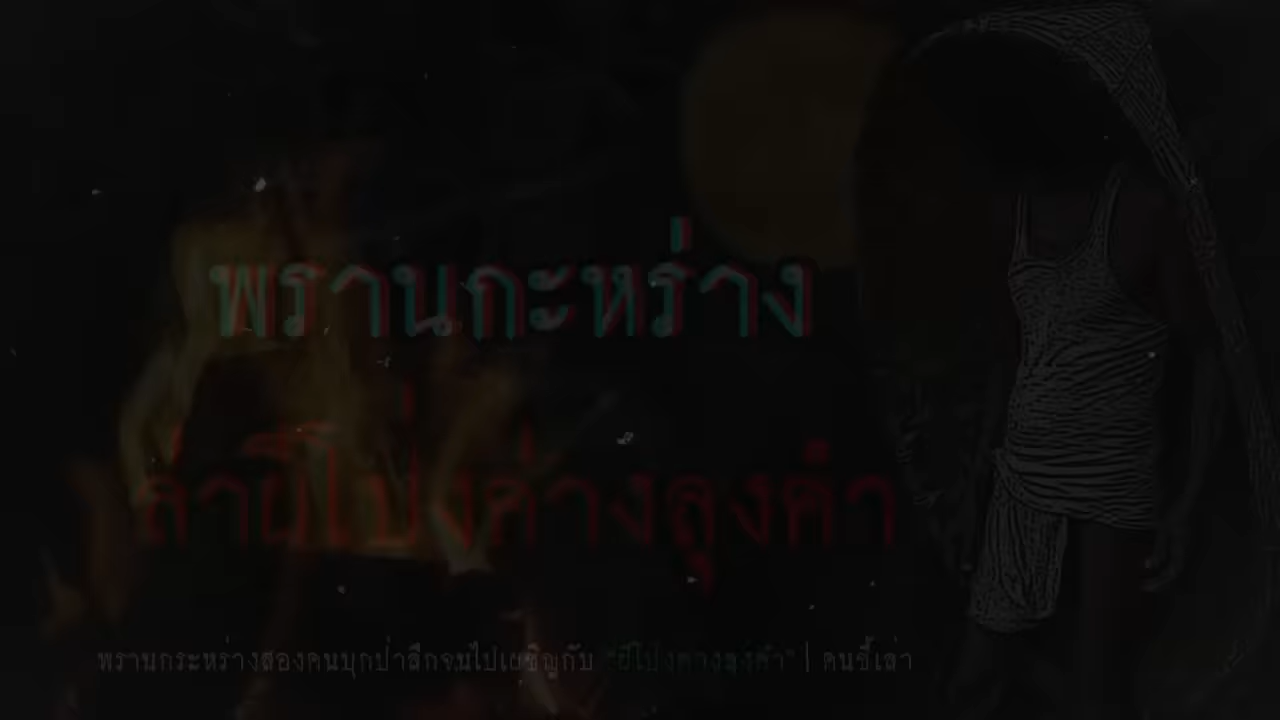 พรานกะหร่าง
ล่าผีโป่งค่างลุงดำ
พรานกระหร่างสองคนบุกป่าลึกจนไปเผชิญกับ "ผีโป่งค่างลุงดำ" | คนขี้เล่า